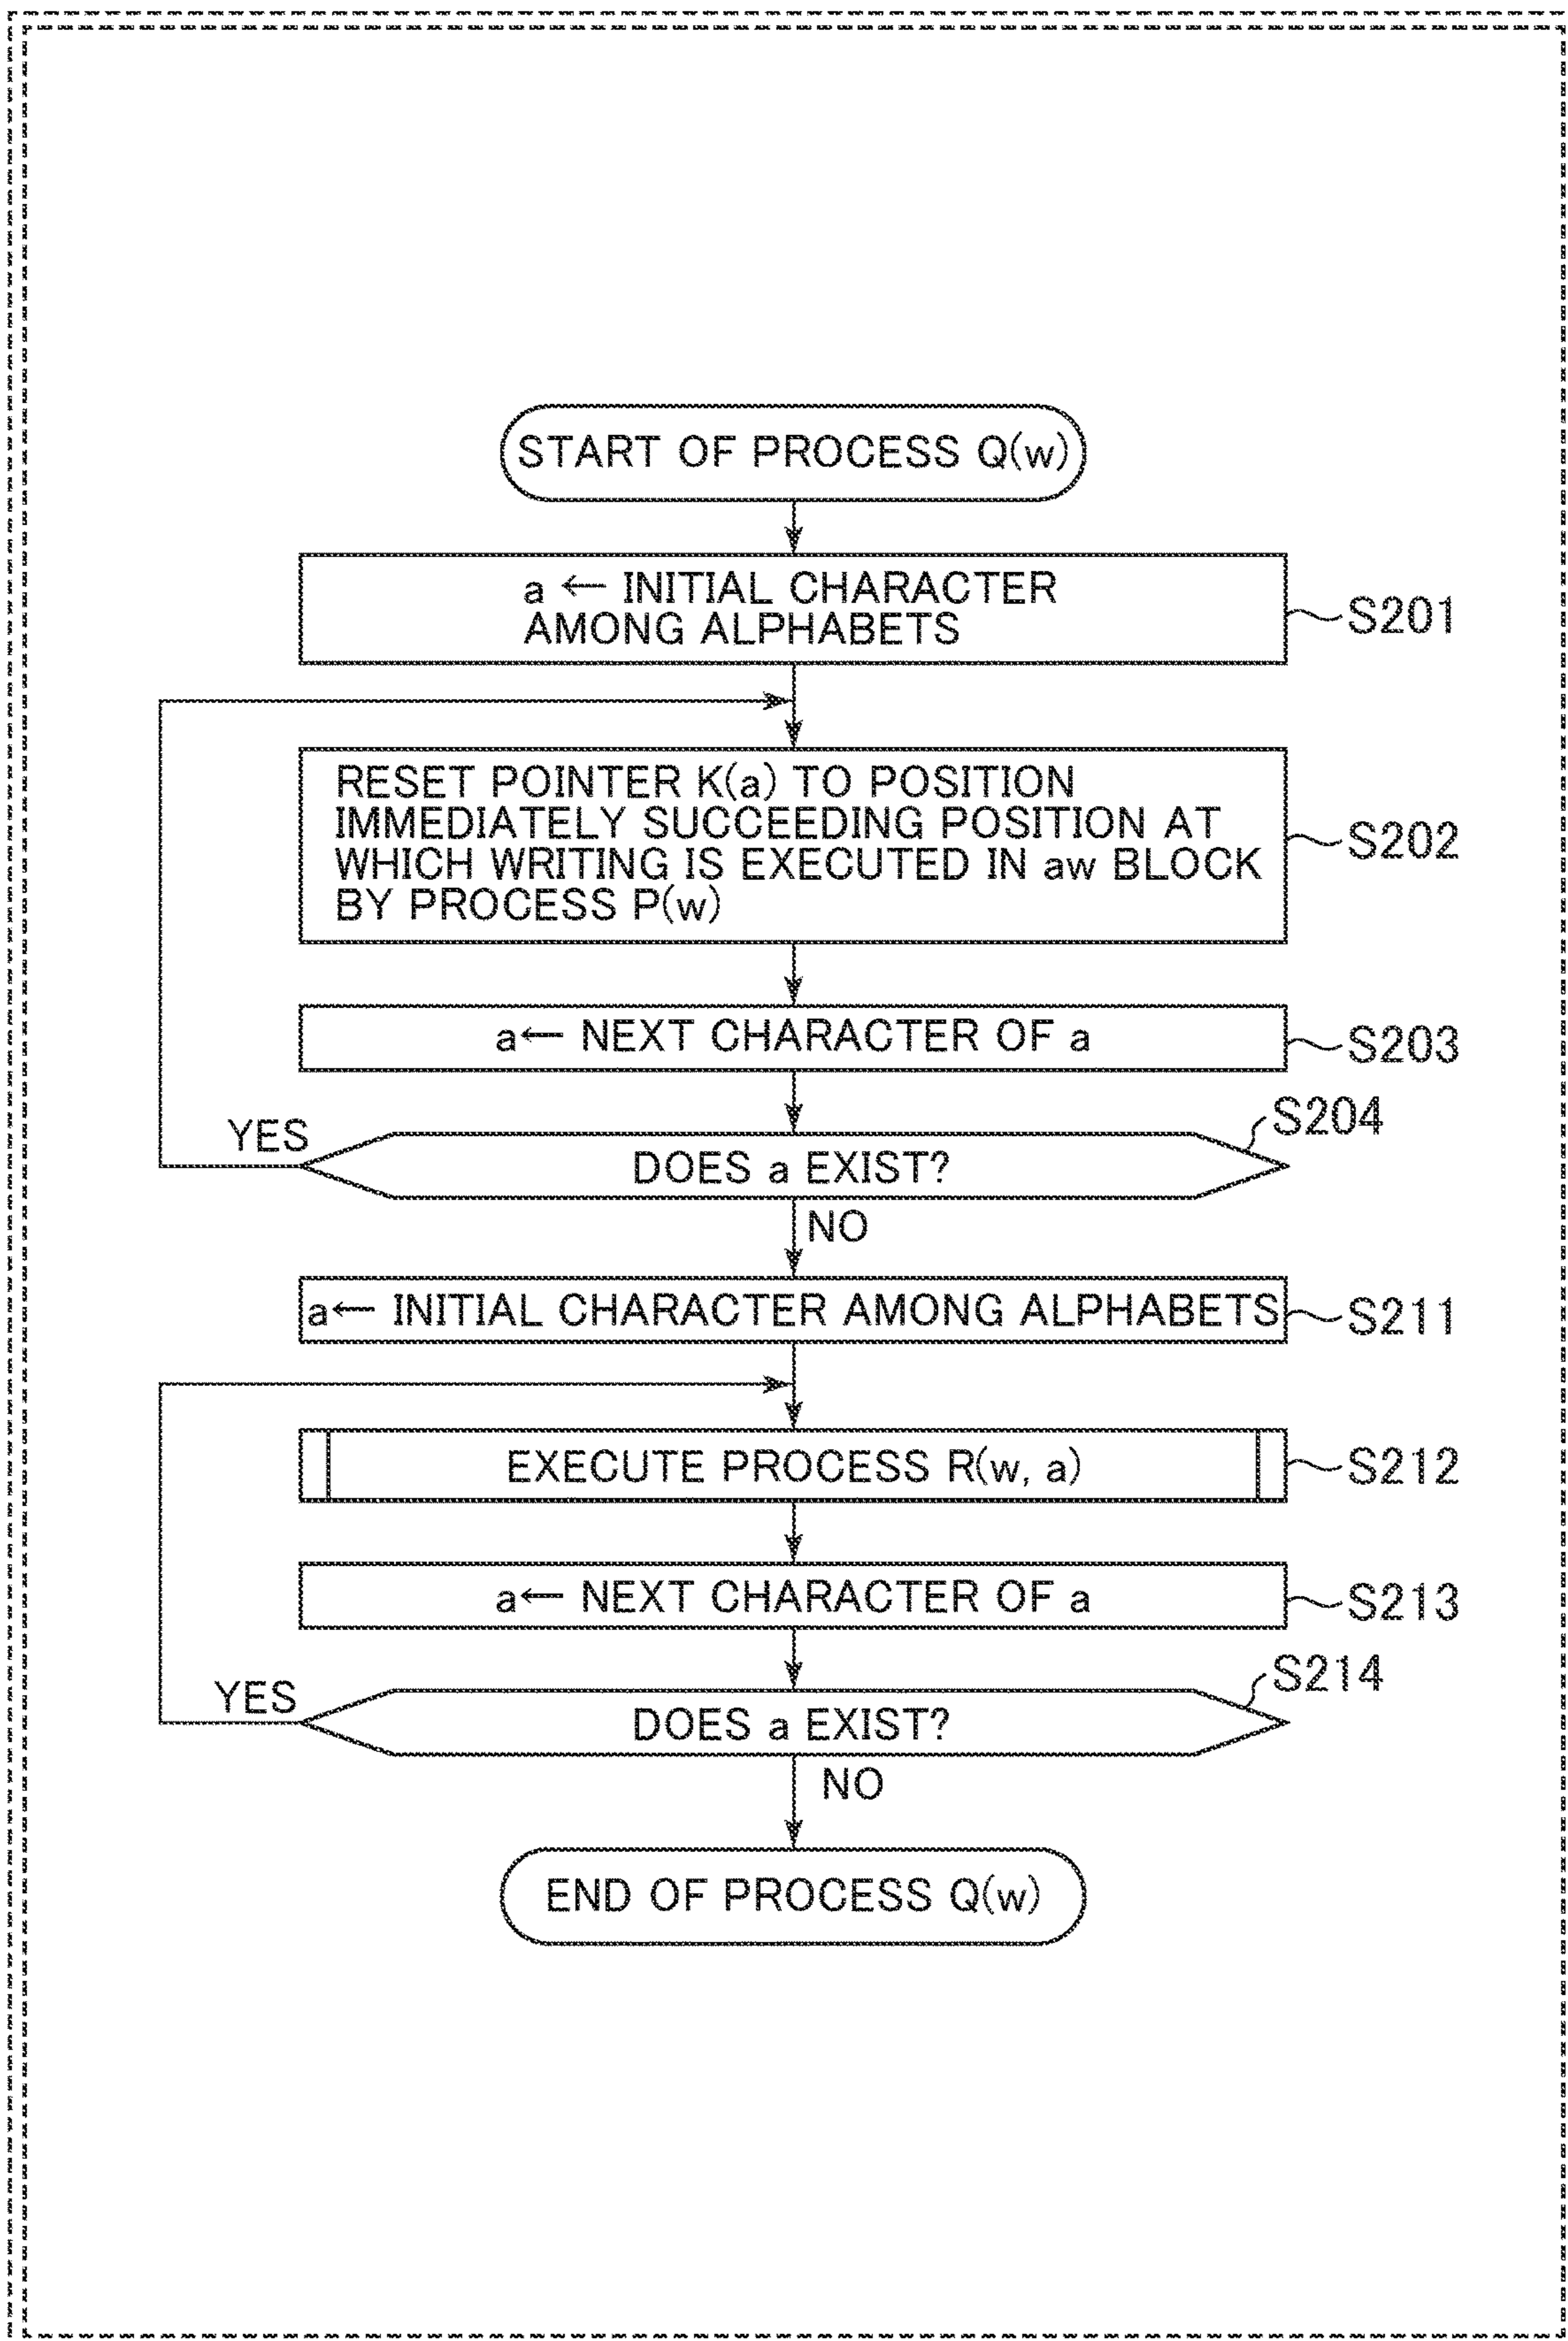 START OF PROCESS Q(w)
a ← INITIAL CHARACTER
AMONG ALPHABETS
S201
RESET POINTER K(a) TO POSITION
IMMEDIATELY SUCCEEDING POSITION AT
WHICH WRITING IS EXECUTED IN aw BLOCK
BY PROCESS P(w)
S202
a← NEXT CHARACTER OF a
S203
S204
YES
DOES a EXIST?
NO
a← INITIAL CHARACTER AMONG ALPHABETS
S211
EXECUTE PROCESS R(w, a)
S212
a← NEXT CHARACTER OF a
S213
S214
YES
DOES a EXIST?
NO
END OF PROCESS Q(w)